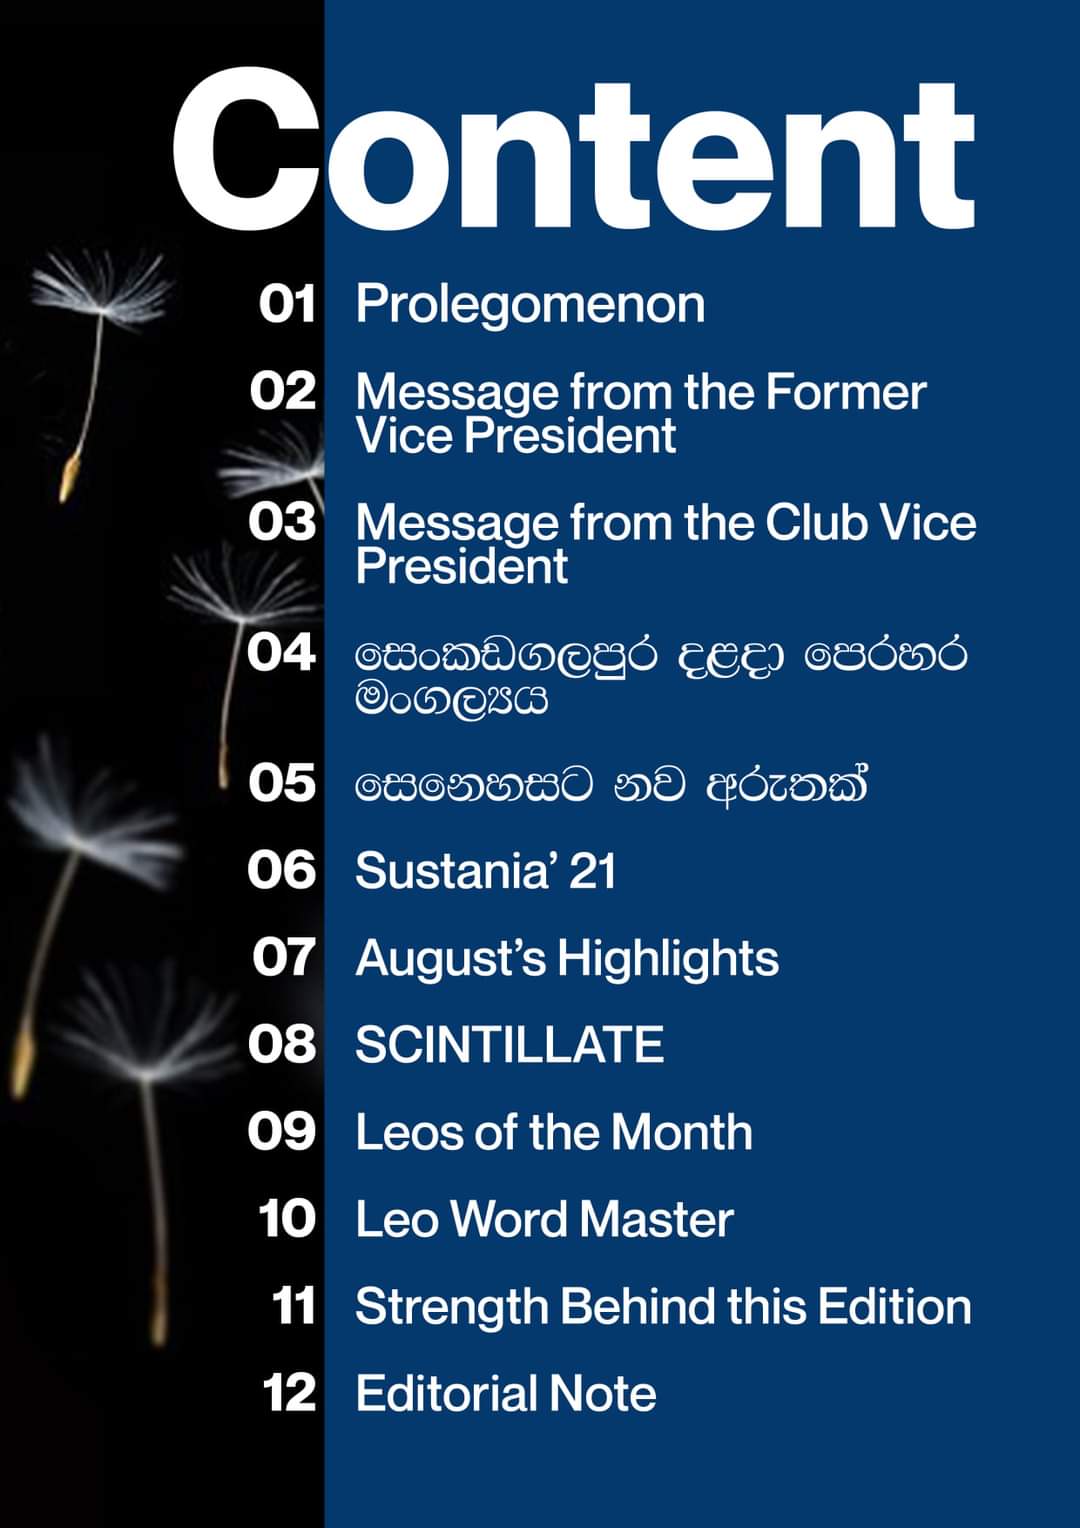 Content
01 Prolegomenon
02 Message from the Former
Vice President
03 Message from the Club Vice
President
04 සෙංකඩගලපුර දළදා පෙරහර
මංගල්‍යය
05 සෙනෙහසට නව අරුතක්
06 Sustania’ 21
07 August’s Highlights
08 SCINTILLATE
09 Leos of the Month
10 Leo Word Master
11 Strength Behind this Edition
12 Editorial Note